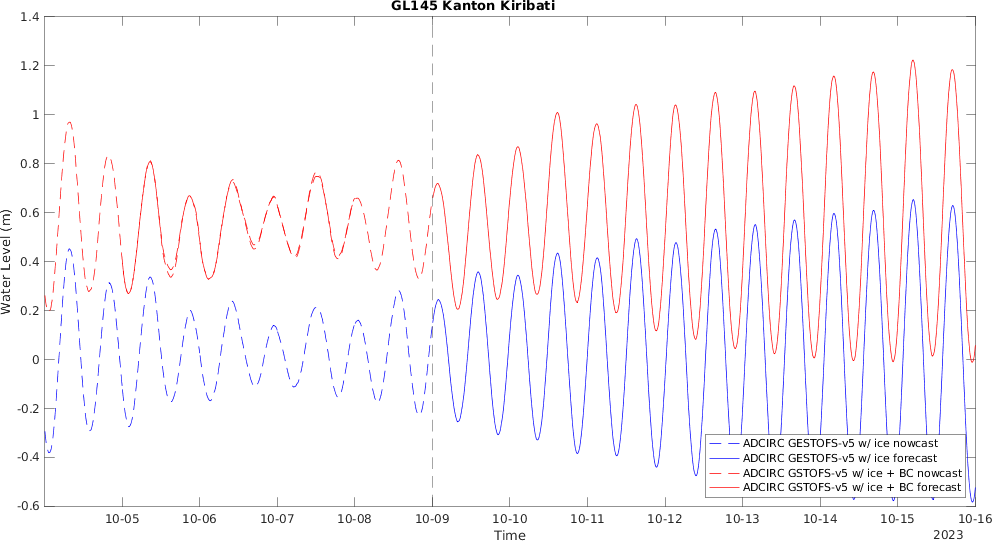 GL145 Kanton Kiribati
Water Level (m)
1.4
1.2
1
0.8
0.6
0.4
0.2
0
-0.2
-0.4
-0.6
ADCIRC GESTOFS-v5 w/ ice nowcast
ADCIRC GESTOFS-v5 w/ ice forecast
ADCIRC GSTOFS-v5 w/ ice + BC nowcast
ADCIRC GSTOFS-v5 w/ ice + BC forecast
10-05 10-06 10-07 10-08 10-09 10-10 10-11 10-12 10-13 10-14 10-15 10-16
Time
2023